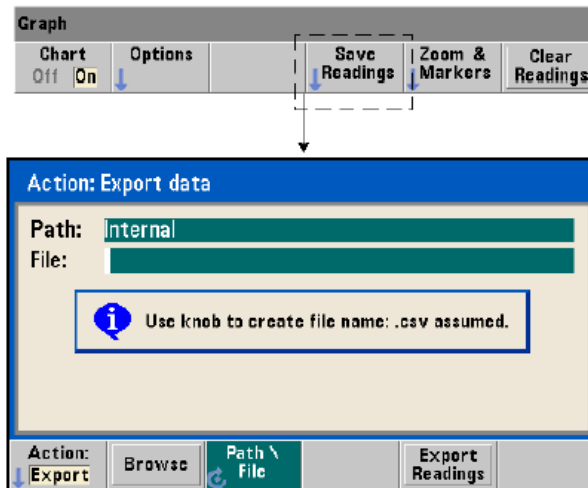 Graph
Chart
Off On
Options
Save
Readings
Zoom &
Markers
Clear
Readings
Action: Export data
Path: Internal
File:
Use knob to create file name: .csv assumed.
Action:
Export
Browse
Path \
File
Export
Readings